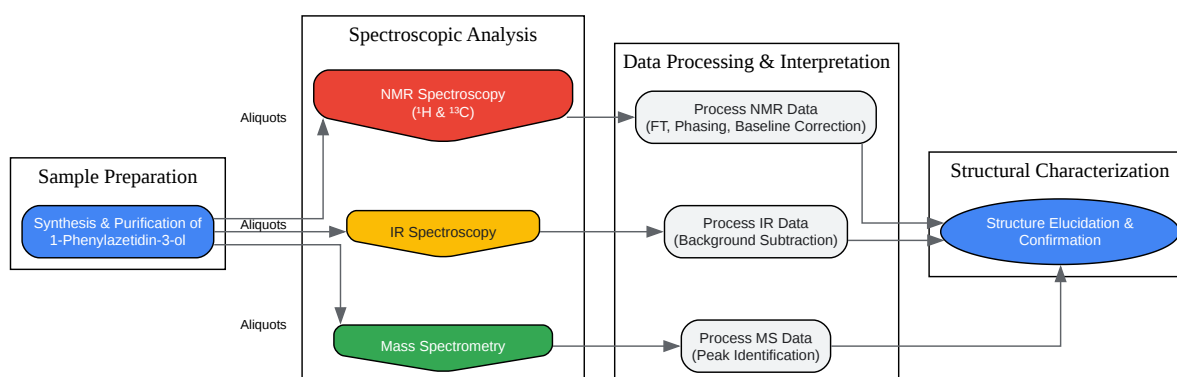 Sample Preparation
Synthesis & Purification of
1-Phenylazetidin-3-ol
Aliquots
Aliquots
Aliquots
Spectroscopic Analysis
NMR Spectroscopy
(¹H & ¹³C)
IR Spectroscopy
Mass Spectrometry
Data Processing & Interpretation
Process NMR Data
(FT, Phasing, Baseline Correction)
Process IR Data
(Background Subtraction)
Process MS Data
(Peak Identification)
Structural Characterization
Structure Elucidation &
Confirmation